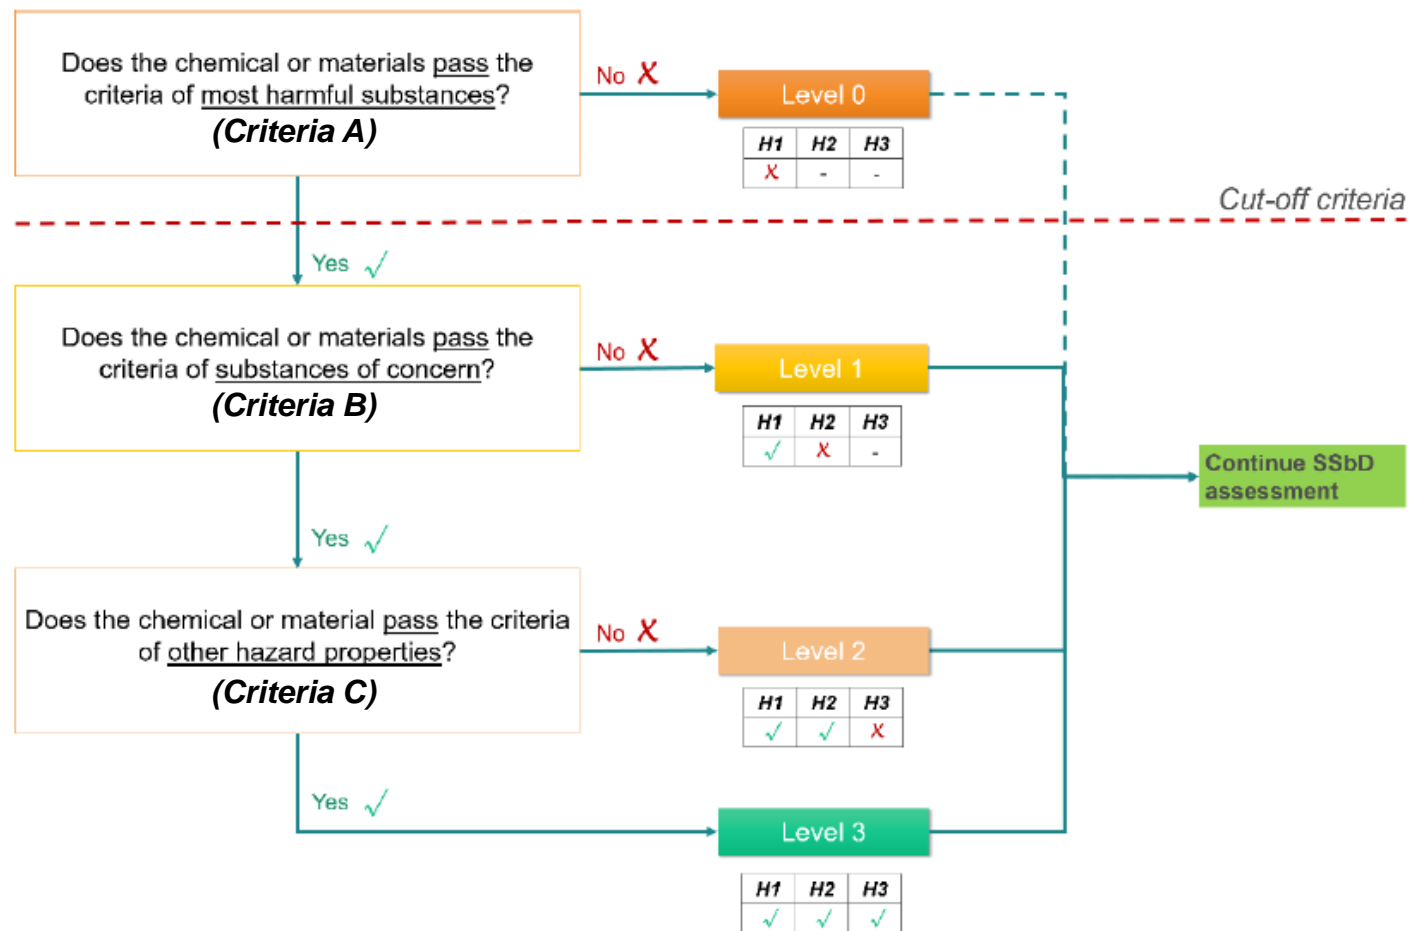 Does the chemical or materials pass the
criteria of most harmful substances?
(Criteria A)
No X
Level 0
H1 H2 H3
X - -
Cut-off criteria
Yes √
Does the chemical or materials pass the
criteria of substances of concern?
(Criteria B)
No X
Level 1
H1 H2 H3
√ X -
Continue SSbD
assessment
Yes √
Does the chemical or material pass the criteria
of other hazard properties?
(Criteria C)
No X
Level 2
H1 H2 H3
√ √ X
Yes √
Level 3
H1 H2 H3
√ √ √